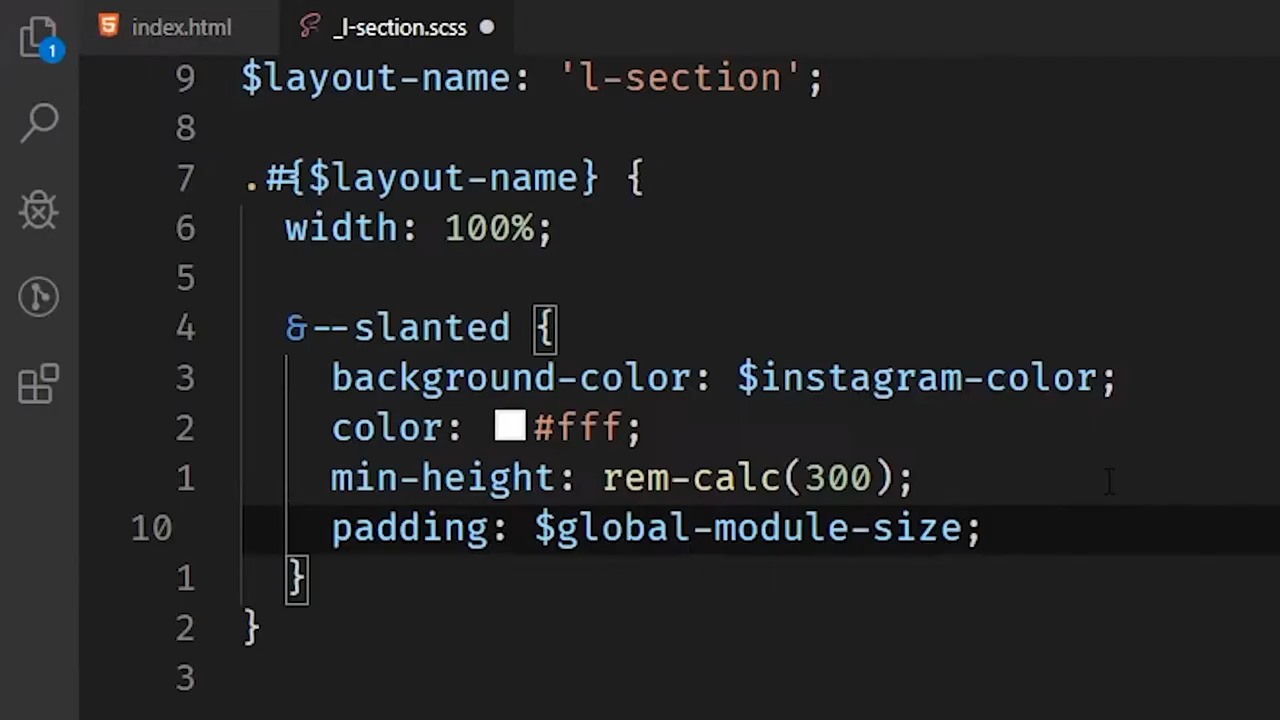 index.html
_l-section.scss
1
9 $layout-name: 'l-section';
8
7 .#{$layout-name} {
6 width: 100%;
5
4 &--slanted {
3 background-color: $instagram-color;
2 color: #fff;
1 min-height: rem-calc(300);
10 padding: $global-module-size;
1 }
2 }
3